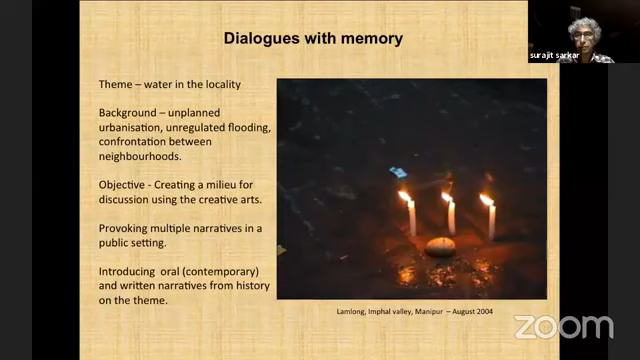 Dialogues with memory
surajit sarkar
Theme – water in the locality
Background – unplanned
urbanisation, unregulated flooding,
confrontation between
neighbourhoods.
Objective - Creating a milieu for
discussion using the creative arts.
Provoking multiple narratives in a
public setting.
Introducing oral (contemporary)
and written narratives from history
on the theme.
Lamlong, Imphal valley, Manipur – August 2004
zoom